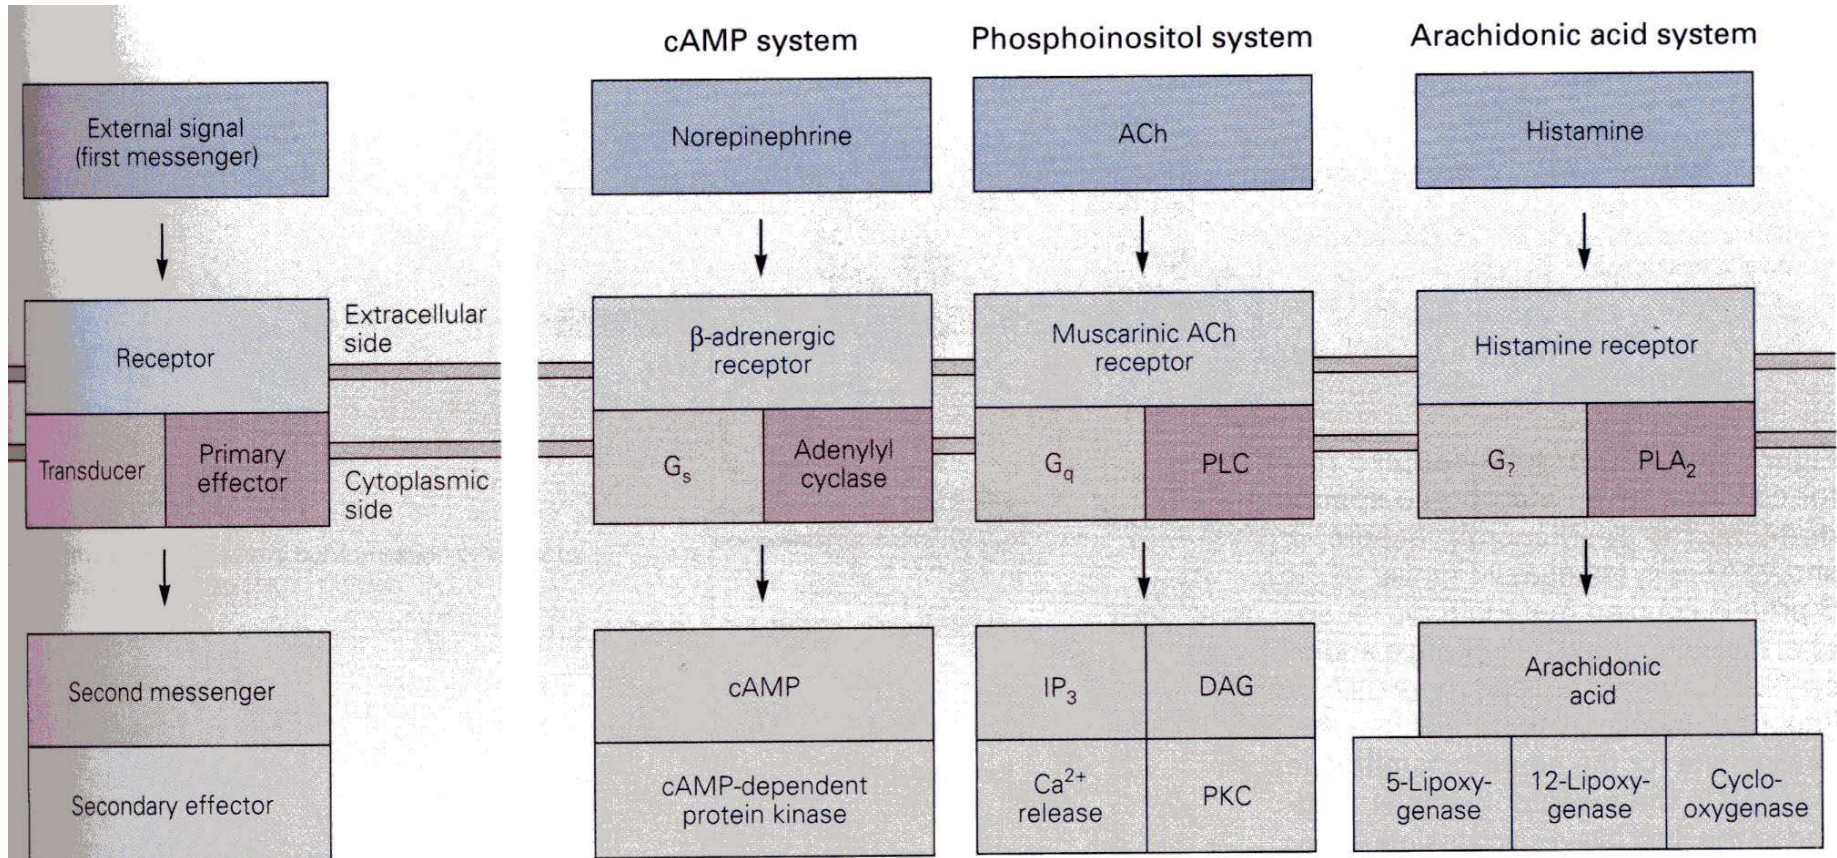 cAMP system
Phosphoinositol system
Arachidonic acid system
External signal
(first messenger)
Norepinephrine
ACh
Histamine
Receptor
Extracellular
side
β-adrenergic
receptor
Muscarinic ACh
receptor
Histamine receptor
Transducer
Primary
effector
Cytoplasmic
side
Gₛ
Adenylyl
cyclase
G_q
PLC
G?
PLA₂
Second messenger
cAMP
IP₃
DAG
Arachidonic
acid
Secondary effector
cAMP-dependent
protein kinase
Ca²⁺
release
PKC
5-Lipoxy-
genase
12-Lipoxy-
genase
Cyclo-
oxygenase